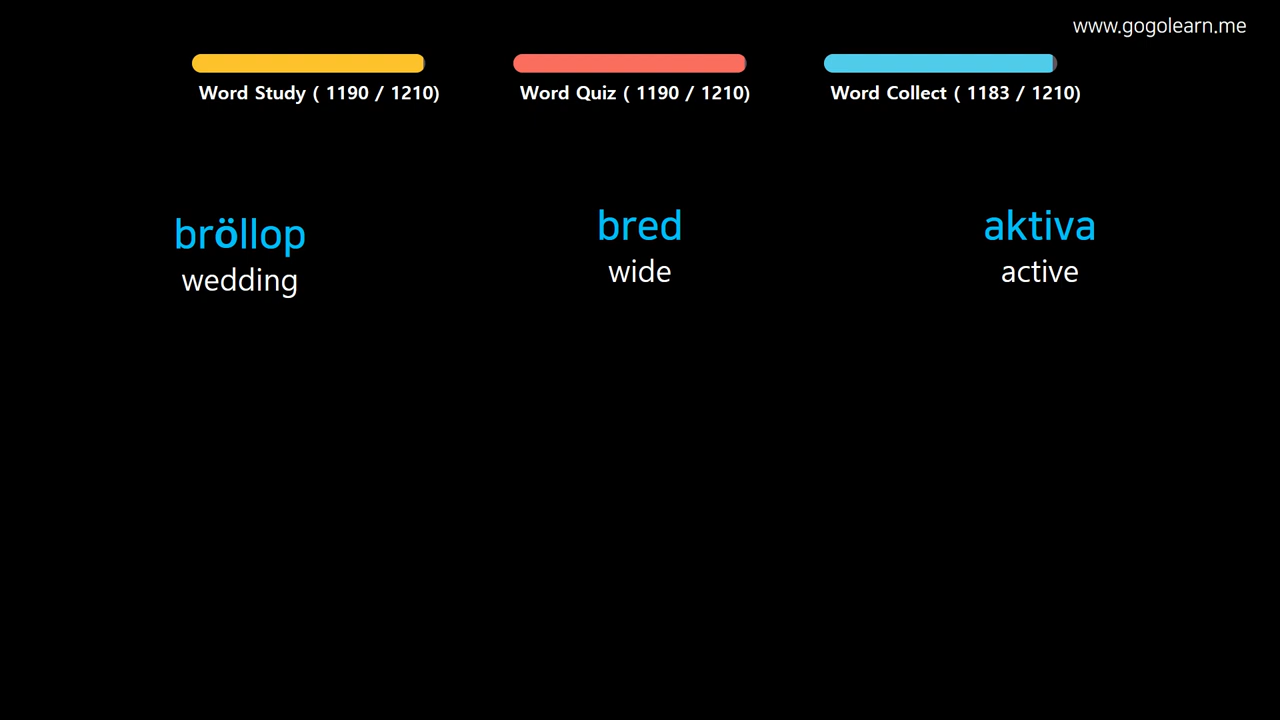 www.gogolearn.me
Word Study ( 1190 / 1210)
Word Quiz ( 1190 / 1210)
Word Collect ( 1183 / 1210)
bröllop
wedding
bred
wide
aktiva
active